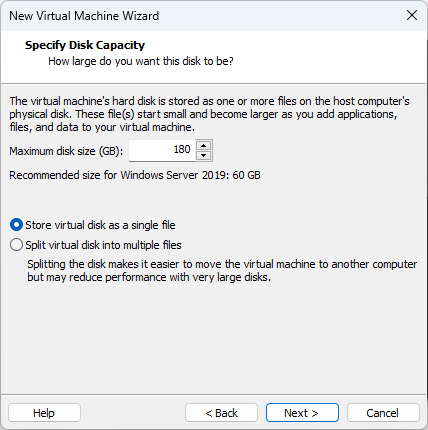 New Virtual Machine Wizard
Specify Disk Capacity
How large do you want this disk to be?
The virtual machine's hard disk is stored as one or more files on the host computer's
physical disk. These file(s) start small and become larger as you add applications,
files, and data to your virtual machine.
Maximum disk size (GB): 180
Recommended size for Windows Server 2019: 60 GB
Store virtual disk as a single file
Split virtual disk into multiple files
Splitting the disk makes it easier to move the virtual machine to another computer
but may reduce performance with very large disks.
Help < Back Next > Cancel